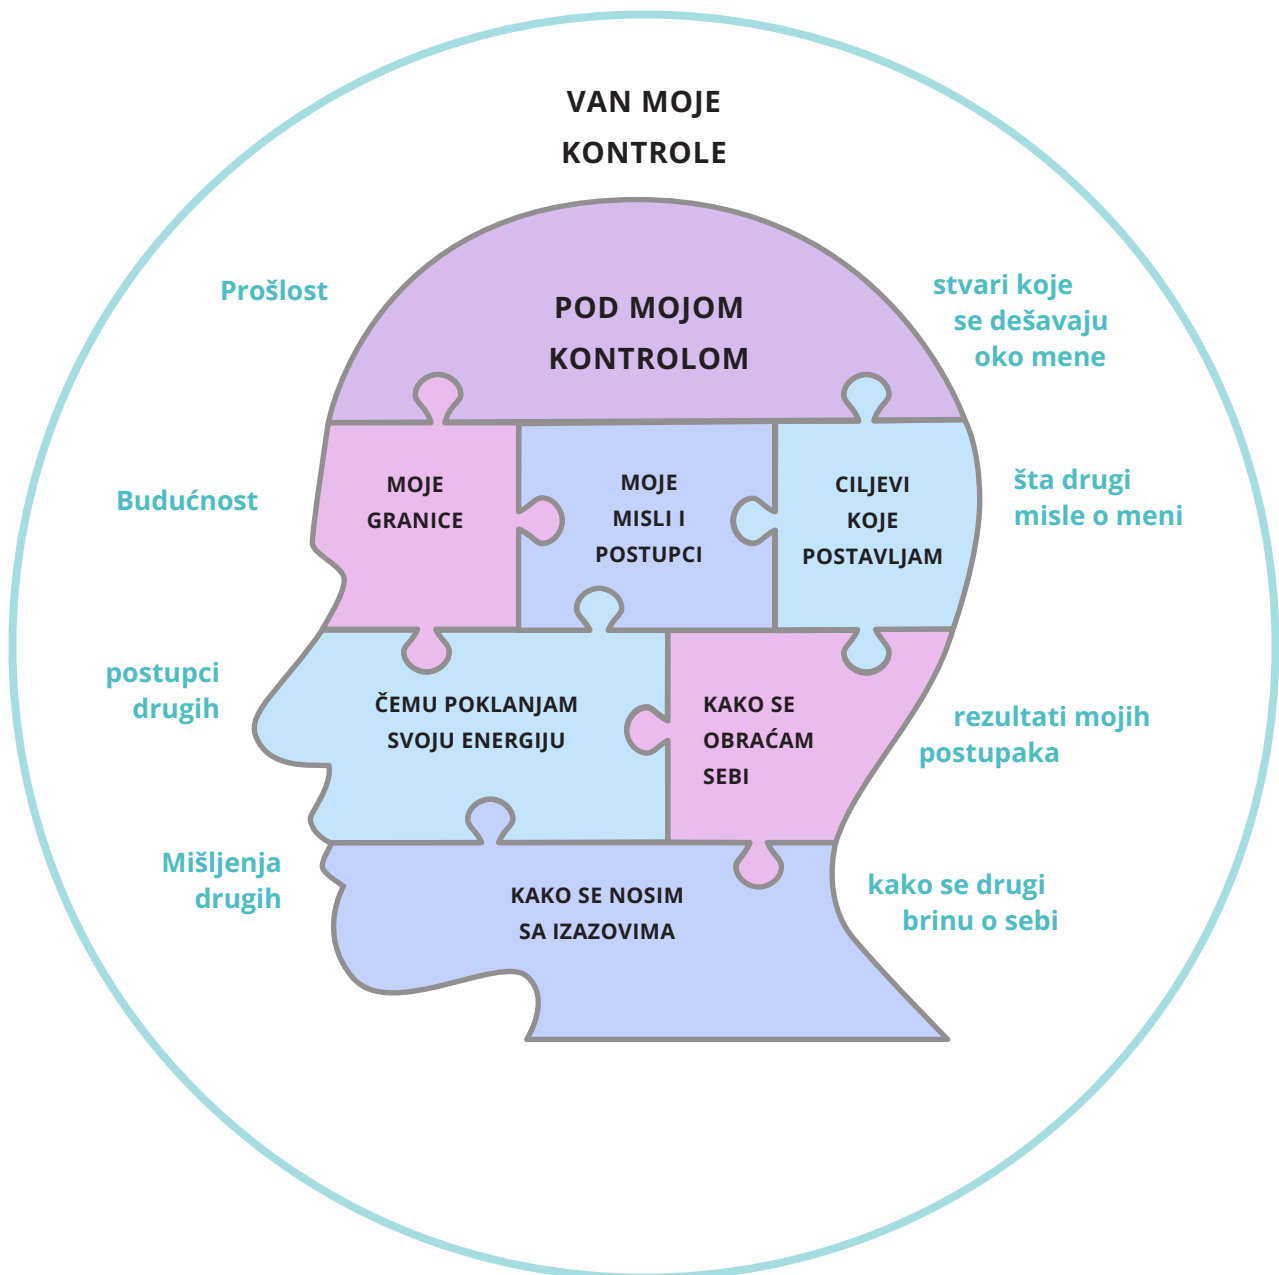 VAN MOJE
KONTROLE
Prošlost
stvari koje
se dešavaju
oko mene
POD MOJOM
KONTROLOM
Budućnost
MOJE
GRANICE
MOJE
MISLI I
POSTUPCI
CILJEVI
KOJE
POSTAVLJAM
šta drugi
misle o meni
postupci
drugih
ČEMU POKLANJAM
SVOJU ENERGIJU
KAKO SE
OBRAĆAM
SEBI
rezultati mojih
postupaka
Mišljenja
drugih
KAKO SE NOSIM
SA IZAZOVIMA
kako se drugi
brinu o sebi